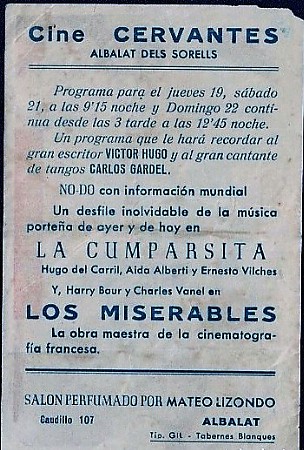 Cine CERVANTES
ALBALAT DELS SORELLS
Programa para el jueves 19, sábado
21, a las 9'15 noche y Domingo 22 conti-
nua desde las 3 tarde a las 12'45 noche.
Un programa que le hará recordar al
gran escritor VICTOR HUGO y al gran cantante
de tangos CARLOS GARDEL.
NO-DO con información mundial
Un desfile inolvidable de la música
porteña de ayer y de hoy en
LA CUMPARSITA
Hugo del Carril, Aida Alberti y Ernesto Vilches
Y, Harry Baur y Charles Vanel en
LOS MISERABLES
La obra maestra de la cinematogra-
fía francesa.
SALON PERFUMADO POR MATEO LIZONDO
Caudillo 107 ALBALAT
Tip. Git - Tabernes Blanques